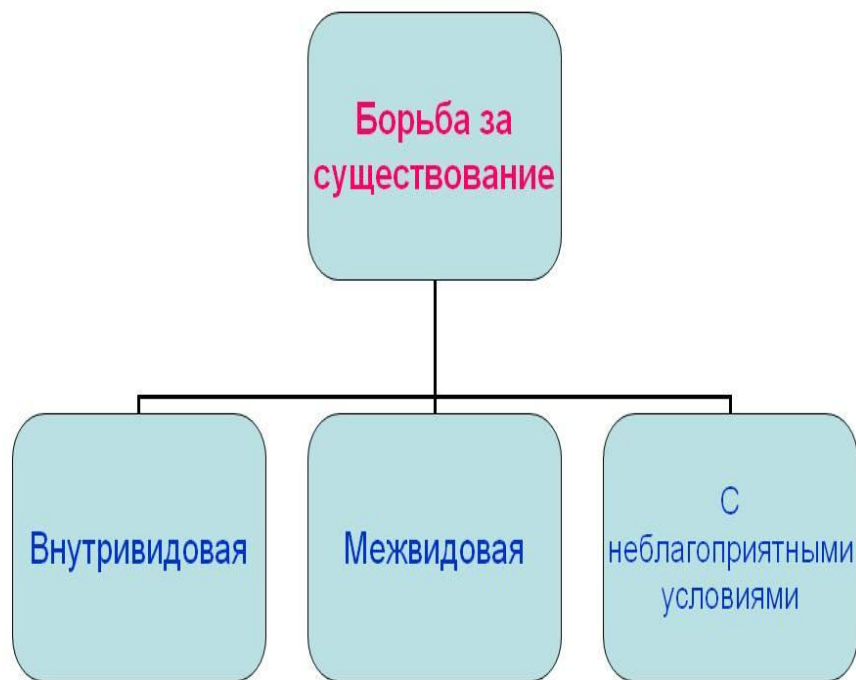 Борьба за
существование
Внутривидовая
Межвидовая
С
неблагоприятными
условиями